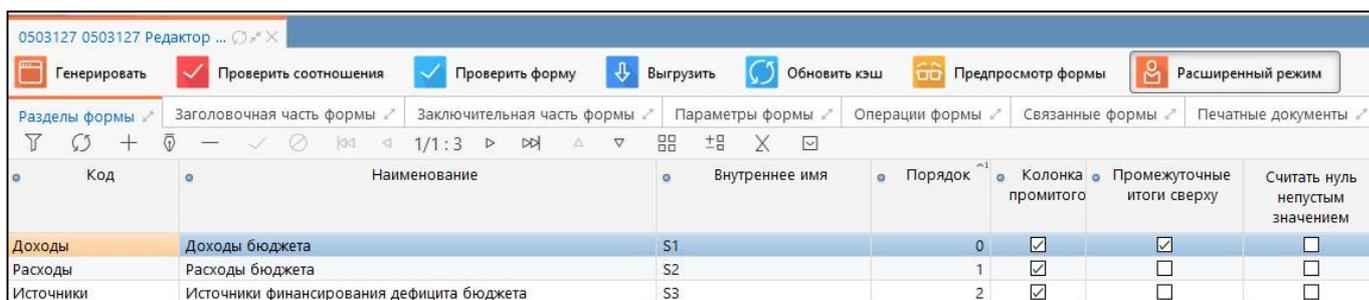 0503127 0503127 Редактор ...
Генерировать Проверить соотношения Проверить форму Выгрузить Обновить кэш Предпросмотр формы Расширенный режим
Разделы формы Заголовочная часть формы Заключительная часть формы Параметры формы Операции формы Связанные формы Печатные документы
1/1 : 3
Код Наименование Внутреннее имя Порядок 1 Колонка промитого Промежуточные итоги сверху Считать нуль непустым значением
Доходы Доходы бюджета S1 0
Расходы Расходы бюджета S2 1
Источники Источники финансирования дефицита бюджета S3 2